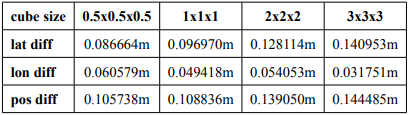 cube size 0.5x0.5x0.5 1x1x1 2x2x2 3x3x3
lat diff 0.086664m 0.096970m 0.128114m 0.140953m
lon diff 0.060579m 0.049418m 0.054053m 0.031751m
pos diff 0.105738m 0.108836m 0.139050m 0.144485m